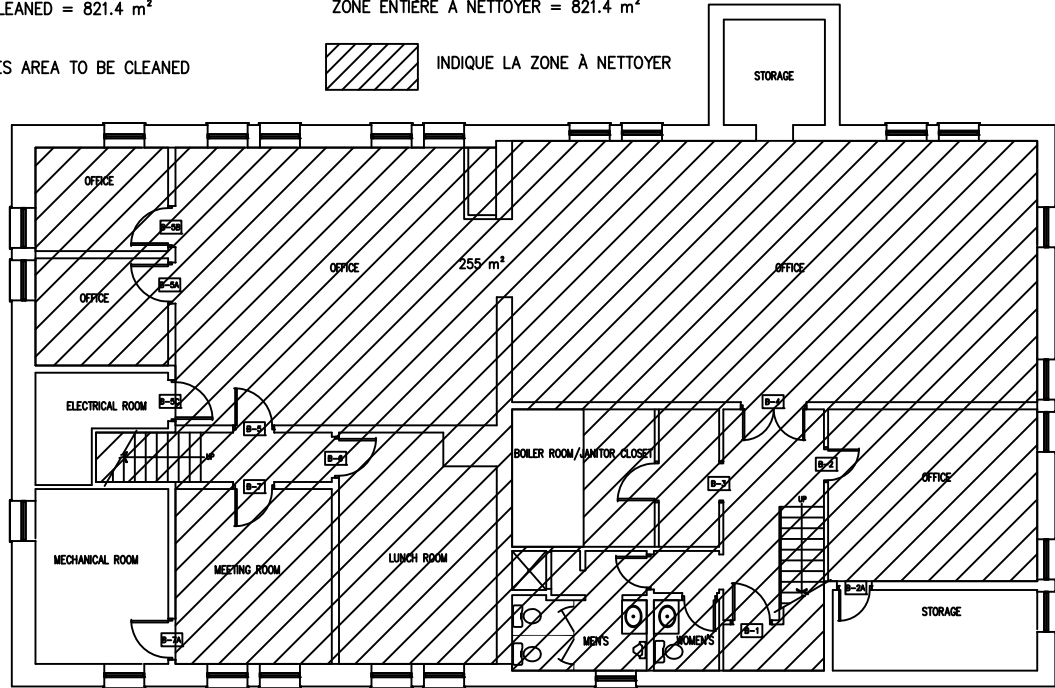 LEANED = 821.4 m²
ZONE ENTIÈRE À NETTOYER = 821.4 m²
ES AREA TO BE CLEANED
INDIQUE LA ZONE À NETTOYER
STORAGE
OFFICE
B-5B
OFFICE
255 m²
OFFICE
B-5A
OFFICE
B-5C
ELECTRICAL ROOM
B-4
B-5
UP
B-6
BOILER ROOM/JANITOR CLOSET
B-2
OFFICE
B-7
B-3
UP
MECHANICAL ROOM
MEETING ROOM
LUNCH ROOM
B-2A
STORAGE
B-7A
MEN'S
WOMEN'S
B-1